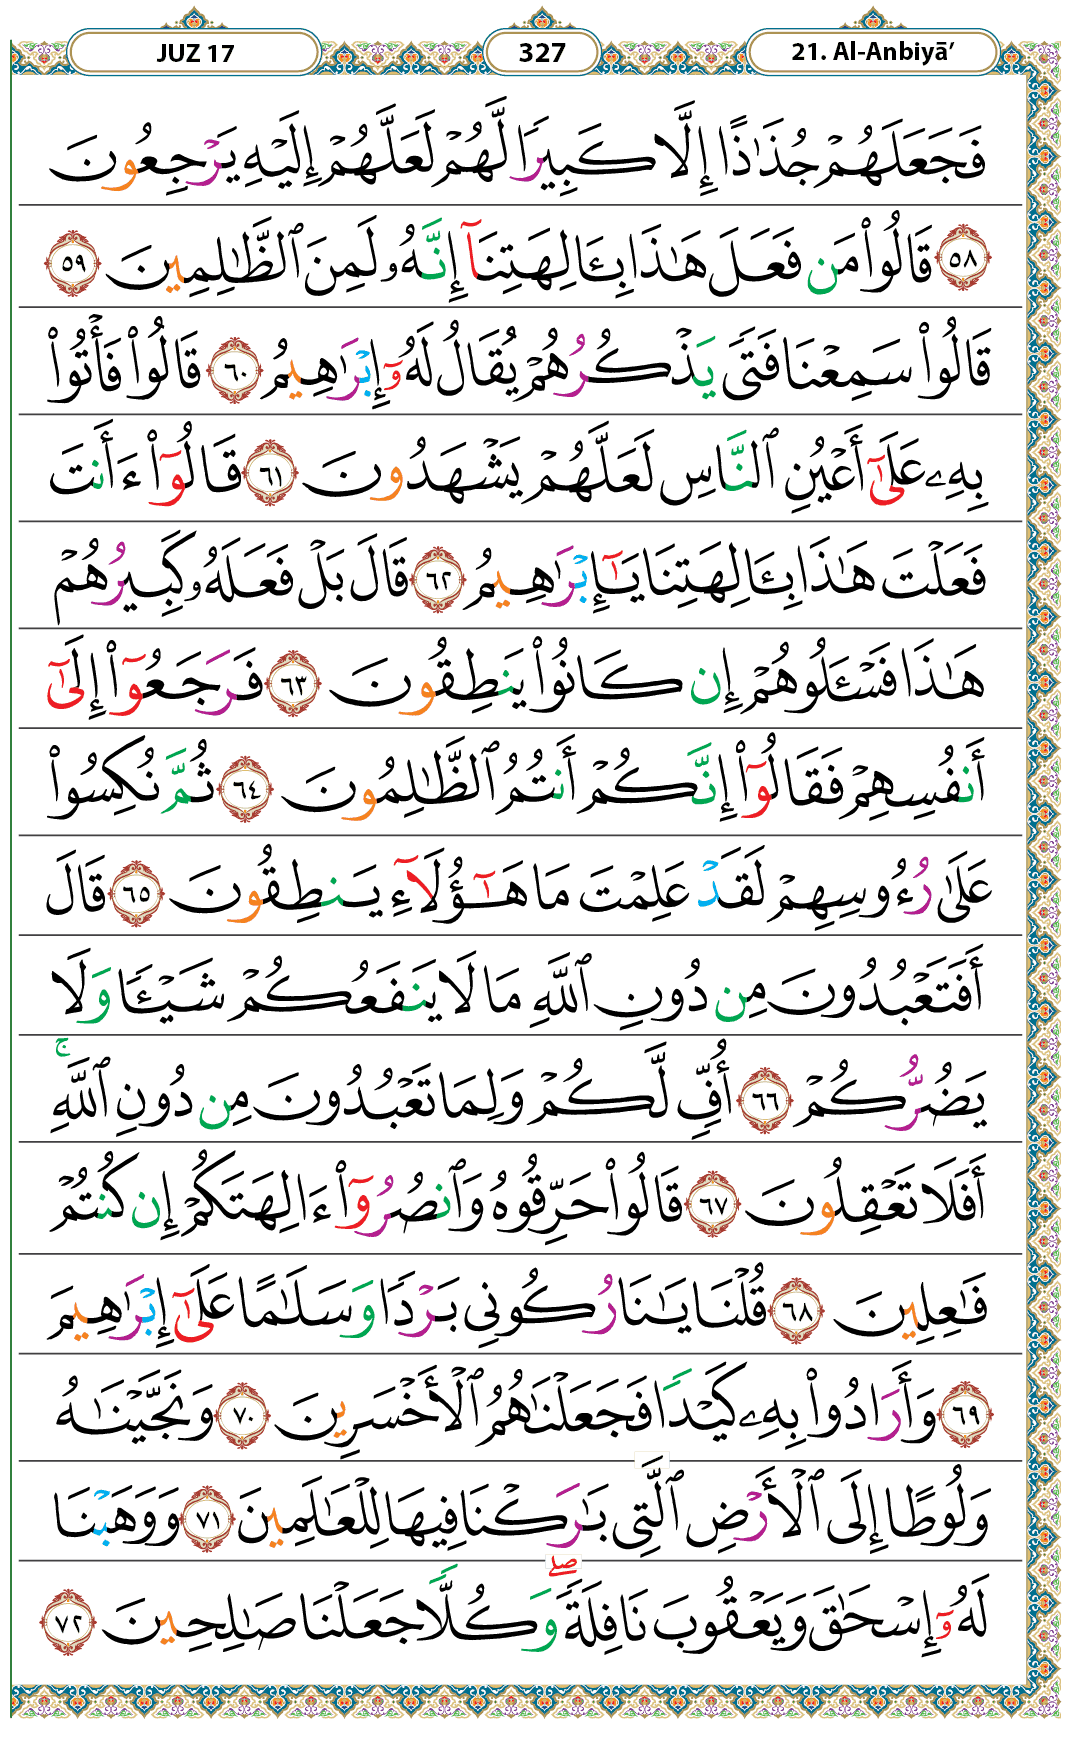 JUZ 17
327
21. Al-Anbiyā’
فَجَعَلَهُمْ جُذَٰذًا إِلَّا كَبِيرًا لَّهُمْ لَعَلَّهُمْ إِلَيْهِ يَرْجِعُونَ
٥٨ قَالُوا۟ مَن فَعَلَ هَـٰذَا بِـَٔالِهَتِنَآ إِنَّهُۥ لَمِنَ ٱلظَّـٰلِمِينَ ٥٩
قَالُوا۟ سَمِعْنَا فَتًى يَذْكُرُهُمْ يُقَالُ لَهُۥٓ إِبْرَٰهِيمُ ٦٠ قَالُوا۟ فَأْتُوا۟
بِهِۦ عَلَىٰٓ أَعْيُنِ ٱلنَّاسِ لَعَلَّهُمْ يَشْهَدُونَ ٦١ قَالُوٓا۟ ءَأَنتَ
فَعَلْتَ هَـٰذَا بِـَٔالِهَتِنَا يَـٰٓإِبْرَٰهِيمُ ٦٢ قَالَ بَلْ فَعَلَهُۥ كَبِيرُهُمْ
هَـٰذَا فَسْـَٔلُوهُمْ إِن كَانُوا۟ يَنطِقُونَ ٦٣ فَرَجَعُوٓا۟ إِلَىٰٓ
أَنفُسِهِمْ فَقَالُوٓا۟ إِنَّكُمْ أَنتُمُ ٱلظَّـٰلِمُونَ ٦٤ ثُمَّ نُكِسُوا۟
عَلَىٰ رُءُوسِهِمْ لَقَدْ عَلِمْتَ مَا هَـٰٓؤُلَآءِ يَنطِقُونَ ٦٥ قَالَ
أَفَتَعْبُدُونَ مِن دُونِ ٱللَّهِ مَا لَا يَنفَعُكُمْ شَيْـًٔا وَلَا
يَضُرُّكُمْ ٦٦ أُفٍّ لَّكُمْ وَلِمَا تَعْبُدُونَ مِن دُونِ ٱللَّهِ ۚ
أَفَلَا تَعْقِلُونَ ٦٧ قَالُوا۟ حَرِّقُوهُ وَٱنصُرُوٓا۟ ءَالِهَتَكُمْ إِن كُنتُمْ
فَـٰعِلِينَ ٦٨ قُلْنَا يَـٰنَارُ كُونِى بَرْدًا وَسَلَـٰمًا عَلَىٰٓ إِبْرَٰهِيمَ
٦٩ وَأَرَادُوا۟ بِهِۦ كَيْدًا فَجَعَلْنَـٰهُمُ ٱلْأَخْسَرِينَ ٧٠ وَنَجَّيْنَـٰهُ
وَلُوطًا إِلَى ٱلْأَرْضِ ٱلَّتِى بَـٰرَكْنَا فِيهَا لِلْعَـٰلَمِينَ ٧١ وَوَهَبْنَا
لَهُۥٓ إِسْحَـٰقَ وَيَعْقُوبَ نَافِلَةً ۖ وَكُلًّا جَعَلْنَا صَـٰلِحِينَ ٧٢